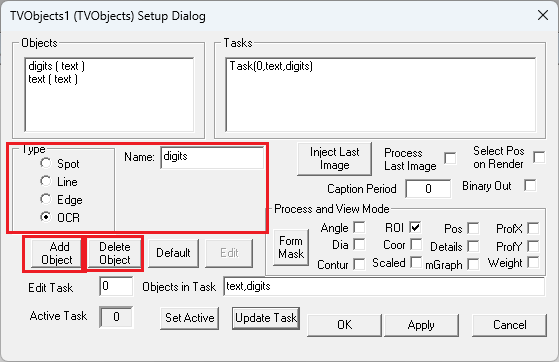 TVObjects1 (TVObjects) Setup Dialog
Objects
Tasks
digits ( text )
text ( text )
Task(0,text,digits)
Type
Spot
Line
Edge
OCR
Name:
digits
Inject Last
Image
Process
Last Image
Select Pos
on Render
Caption Period
0
Binary Out
Process and View Mode
Form
Mask
Angle
ROI
Pos
ProfX
Dia
Coor
Details
ProfY
Contur
Scaled
mGraph
Weight
Add
Object
Delete
Object
Default
Edit
Edit Task
0
Objects in Task
text,digits
Active Task
0
Set Active
Update Task
OK
Apply
Cancel